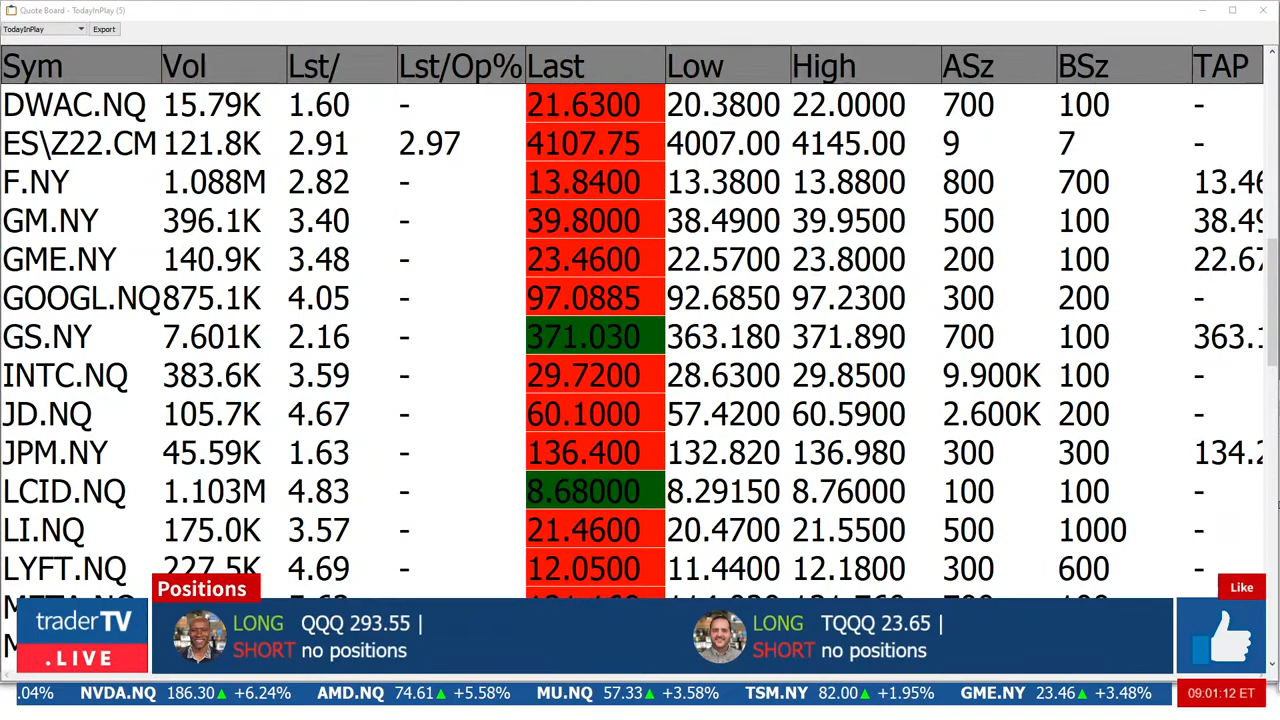 Quote Board - TodayInPlay (5)
TodayInPlay Export
Sym Vol Lst/ Lst/Op% Last Low High ASz BSz TAP
DWAC.NQ 15.79K 1.60 - 21.6300 20.3800 22.0000 700 100 -
ES\Z22.CM 121.8K 2.91 2.97 4107.75 4007.00 4145.00 9 7 -
F.NY 1.088M 2.82 - 13.8400 13.3800 13.8800 800 700 13.46
GM.NY 396.1K 3.40 - 39.8000 38.4900 39.9500 500 100 38.49
GME.NY 140.9K 3.48 - 23.4600 22.5700 23.8000 200 100 22.67
GOOGL.NQ 875.1K 4.05 - 97.0885 92.6850 97.2300 300 200 -
GS.NY 7.601K 2.16 - 371.030 363.180 371.890 700 100 363.1
INTC.NQ 383.6K 3.59 - 29.7200 28.6300 29.8500 9.900K 100 -
JD.NQ 105.7K 4.67 - 60.1000 57.4200 60.5900 2.600K 200 -
JPM.NY 45.59K 1.63 - 136.400 132.820 136.980 300 300 134.2
LCID.NQ 1.103M 4.83 - 8.68000 8.29150 8.76000 100 100 -
LI.NQ 175.0K 3.57 - 21.4600 20.4700 21.5500 500 1000 -
LYFT.NQ 227.5K 4.69 - 12.0500 11.4400 12.1800 300 600 -
Positions
Like
traderTV
.LIVE
LONG QQQ 293.55 |
SHORT no positions
LONG TQQQ 23.65 |
SHORT no positions
.04% NVDA.NQ 186.30▲ +6.24% AMD.NQ 74.61▲ +5.58% MU.NQ 57.33▲ +3.58% TSM.NY 82.00▲ +1.95% GME.NY 23.46▲ +3.48%
09:01:12 ET